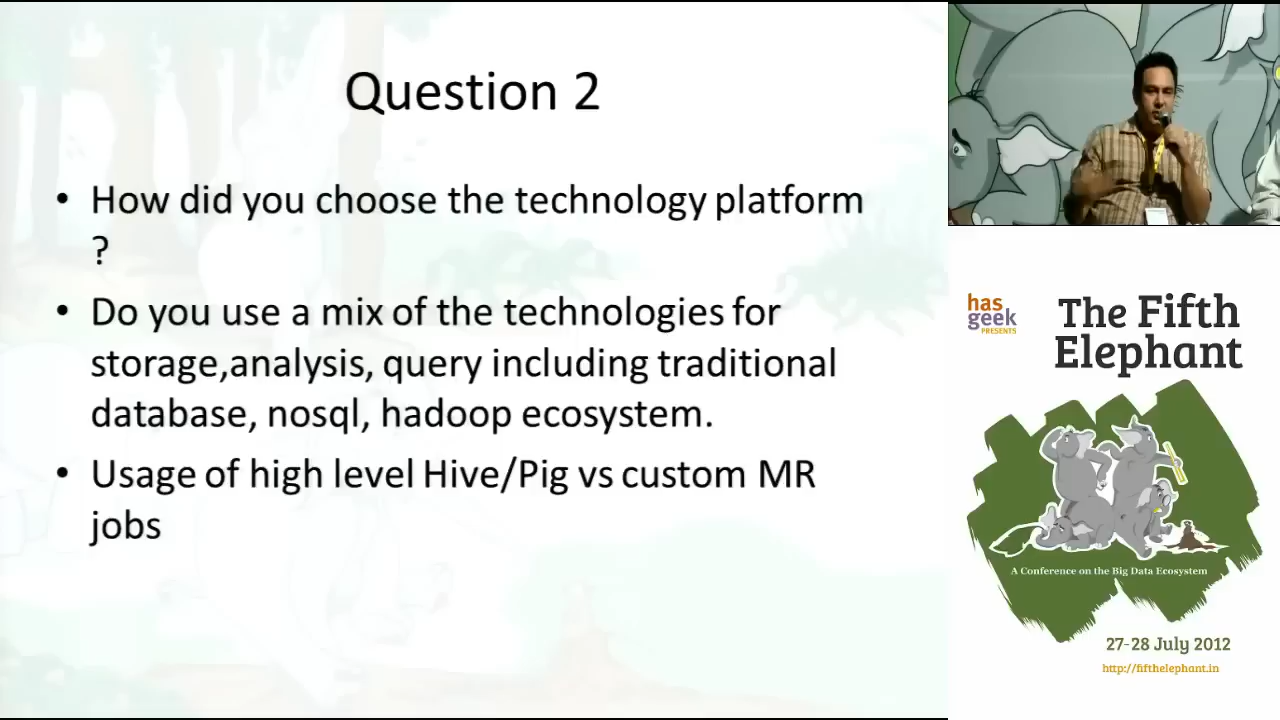 Question 2
• How did you choose the technology platform
?
• Do you use a mix of the technologies for
storage,analysis, query including traditional
database, nosql, hadoop ecosystem.
• Usage of high level Hive/Pig vs custom MR
jobs
has
geek
PRESENTS
The Fifth
Elephant
A Conference on the Big Data Ecosystem
27-28 July 2012
http://fifthelephant.in